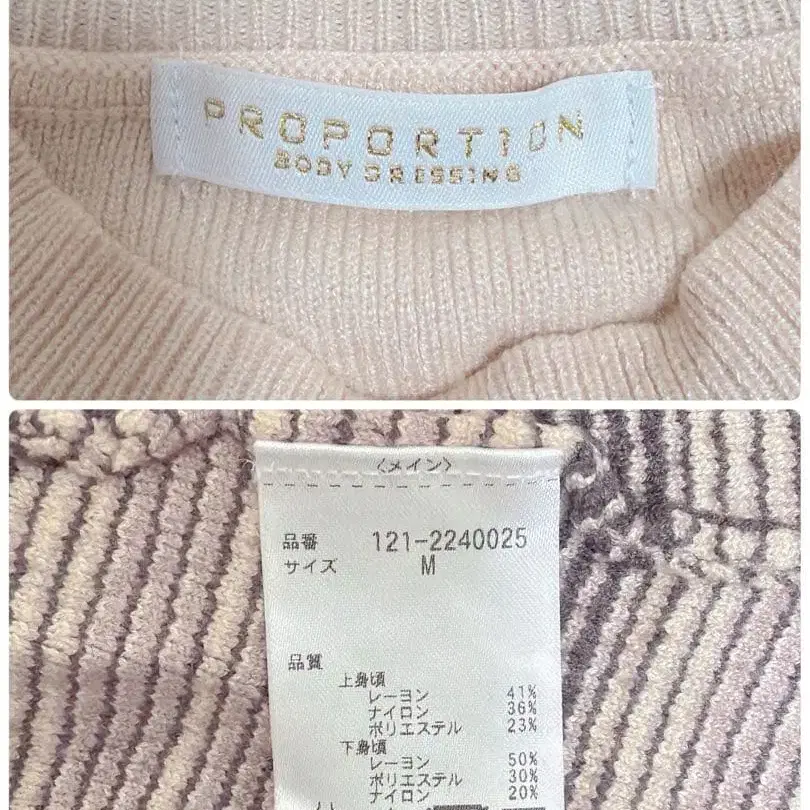 PROPORTION
BODY DRESSING
〈メイン〉
品番 121-2240025
サイズ M
品質
上身頃
レーヨン 41%
ナイロン 36%
ポリエステル 23%
下身頃
レーヨン 50%
ポリエステル 30%
ナイロン 20%